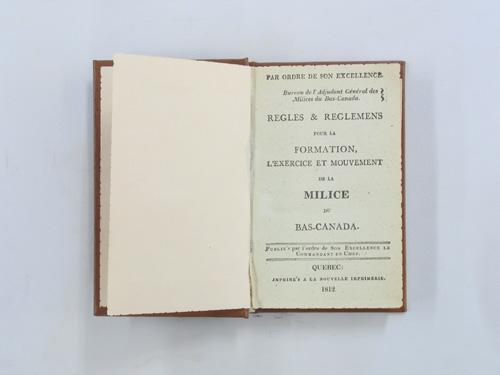 PAR ORDRE DE SON EXCELLENCE.
Bureau de l'Adjudant Général des
Milices du Bas-Canada.
REGLES & REGLEMENS
POUR LA
FORMATION,
L'EXERCICE ET MOUVEMENT
DE LA
MILICE
DU
BAS-CANADA.
PUBLIE's par l'ordre de SON EXCELLENCE LE
COMMANDANT EN CHEF.
QUEBEC:
IMPRIME'S A LA NOUVELLE IMPRIMERIE.
1812.